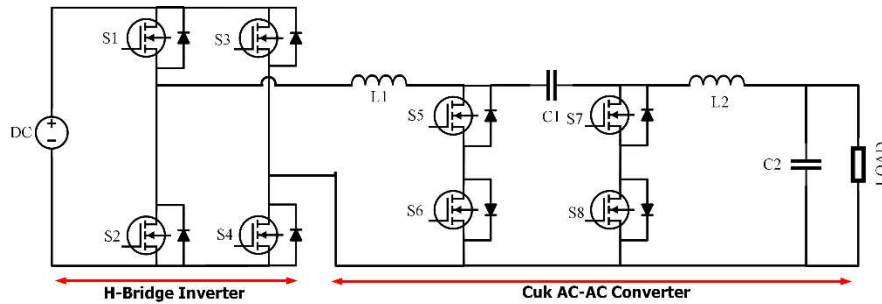 S1
S3
L1
L2
S5
C1
S7
DC
C2
LOAD
S2
S4
S6
S8
H-Bridge Inverter
Cuk AC-AC Converter